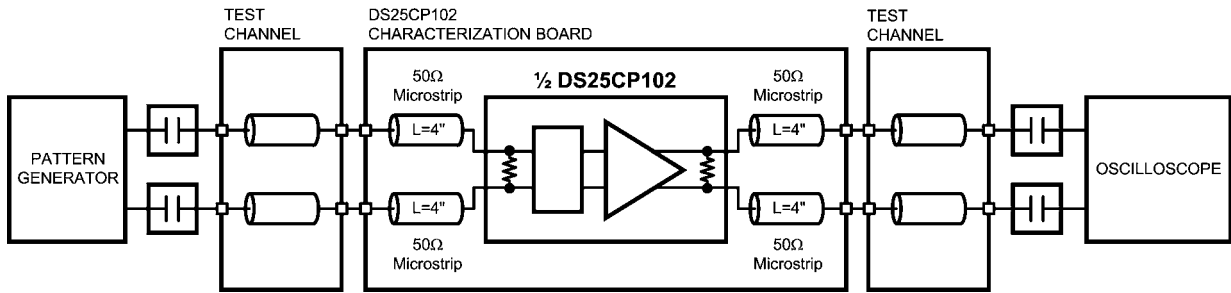 TEST
CHANNEL
DS25CP102
CHARACTERIZATION BOARD
TEST
CHANNEL
50Ω
Microstrip
½ DS25CP102
50Ω
Microstrip
L=4"
L=4"
PATTERN
GENERATOR
OSCILLOSCOPE
L=4"
L=4"
50Ω
Microstrip
50Ω
Microstrip